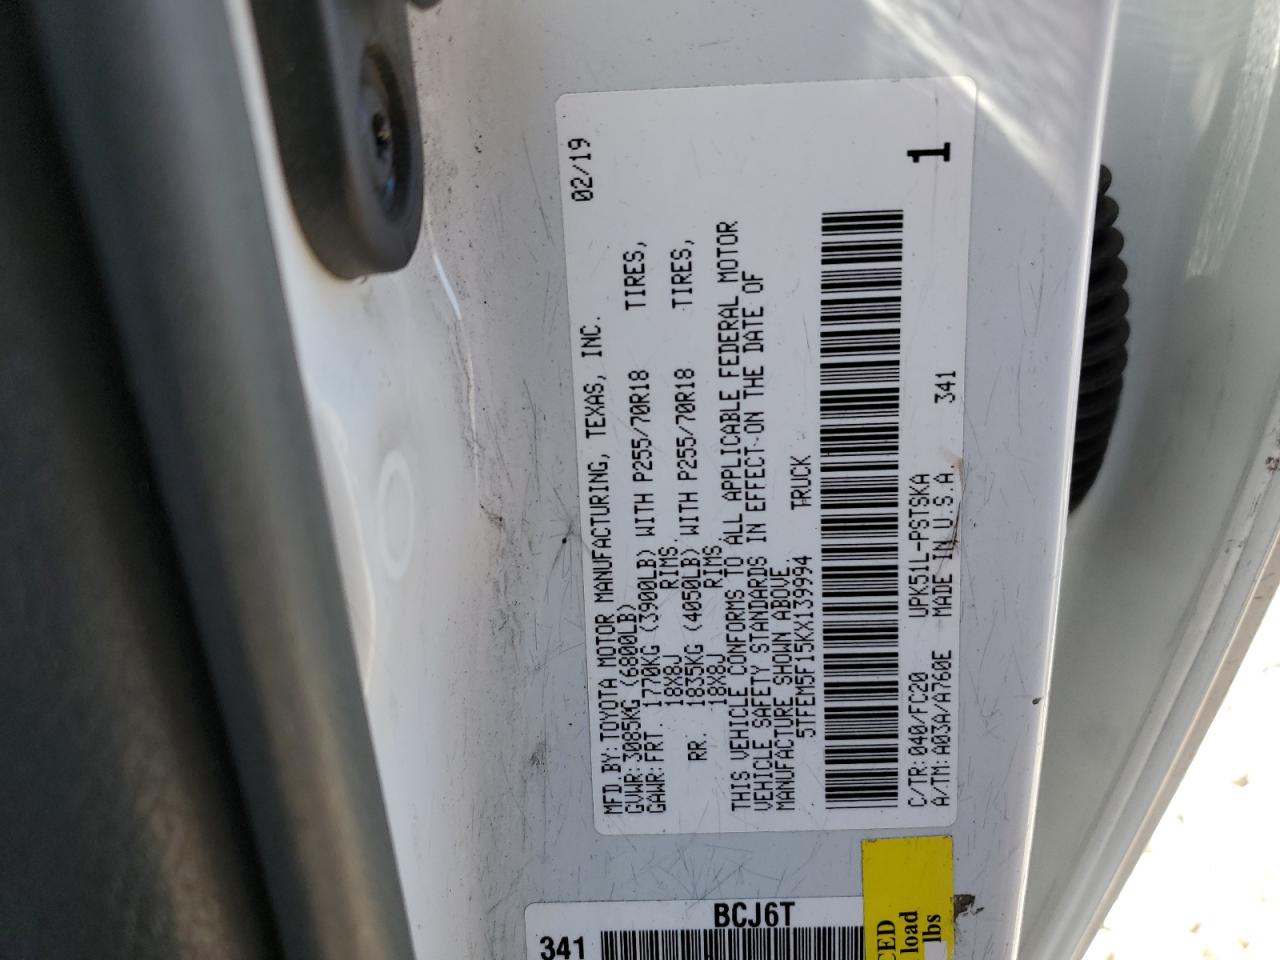 MFD.BY:TOYOTA MOTOR MANUFACTURING, TEXAS, INC. 02/19
GVWR:3085KG (6800LB)
GAWR:FRT. 1770KG (3900LB) WITH P255/70R18 TIRES,
18X8J RIMS
RR. 1835KG (4050LB) WITH P255/70R18 TIRES,
18X8J RIMS
THIS VEHICLE CONFORMS TO ALL APPLICABLE FEDERAL MOTOR
VEHICLE SAFETY STANDARDS IN EFFECT ON THE DATE OF
MANUFACTURE SHOWN ABOVE.
5TFEM5F15KX139994 TRUCK
C/TR:040/FC20 UPK51L-PSTSKA 341 1
A/TM:A03A/A760E MADE IN U.S.A.
BCJ6T
341
CED
load
lbs